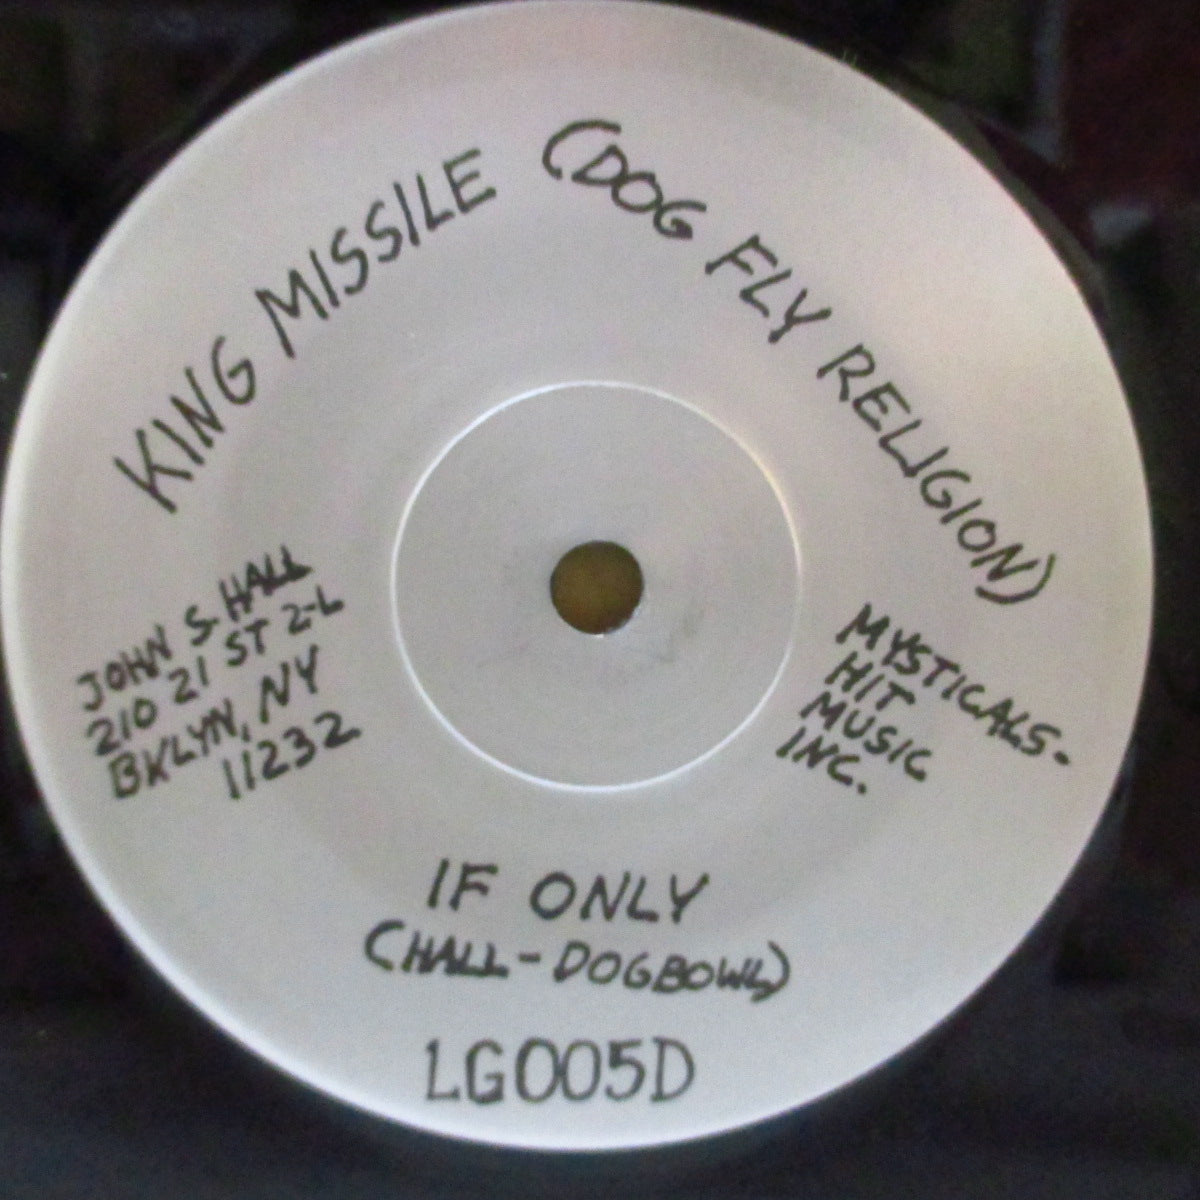 KING MISSILE (DOG FLY RELIGION)
JOHN S. HALL
210 21 ST 2-L
BKLYN, NY
11232
MYSTICALS-
HIT
MUSIC
INC.
IF ONLY
(HALL - DOGBOWL)
LG005D